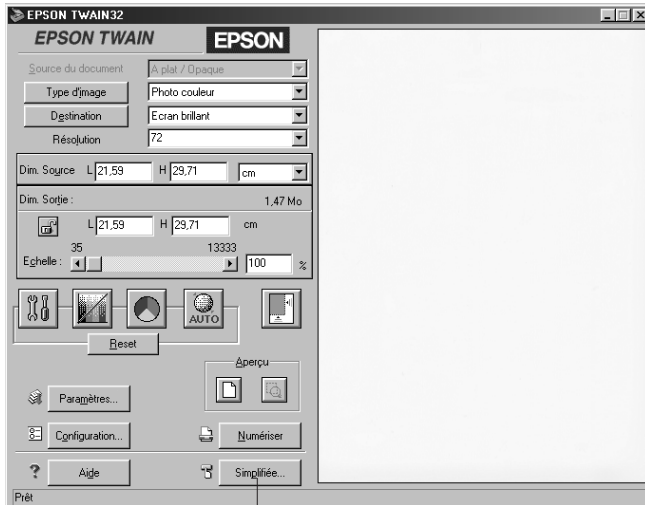 EPSON TWAIN32
EPSON TWAIN EPSON
Source du document A plat / Opaque
Type d'image Photo couleur
Destination Ecran brillant
Résolution 72
Dim. Source L 21,59 H 29,71 cm
Dim. Sortie : 1,47 Mo
L 21,59 H 29,71 cm
35 13333
Echelle : 100 %
AUTO
Reset
Aperçu
Paramètres...
Configuration... Numériser
? Aide Simplifiée...
Prêt